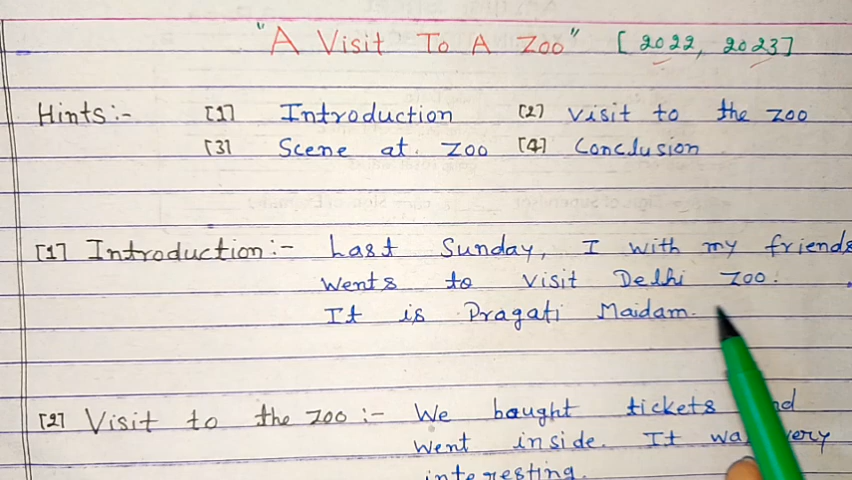 "A Visit To A Zoo" [2022, 2023]
Hints:- [1] Introduction [2] Visit to the zoo
[3] Scene at zoo [4] Conclusion
[1] Introduction:- Last Sunday, I with my friends
wents to visit Delhi zoo.
It is Pragati Maidam.
[2] Visit to the zoo :- We bought tickets
went inside. It very
interesting.